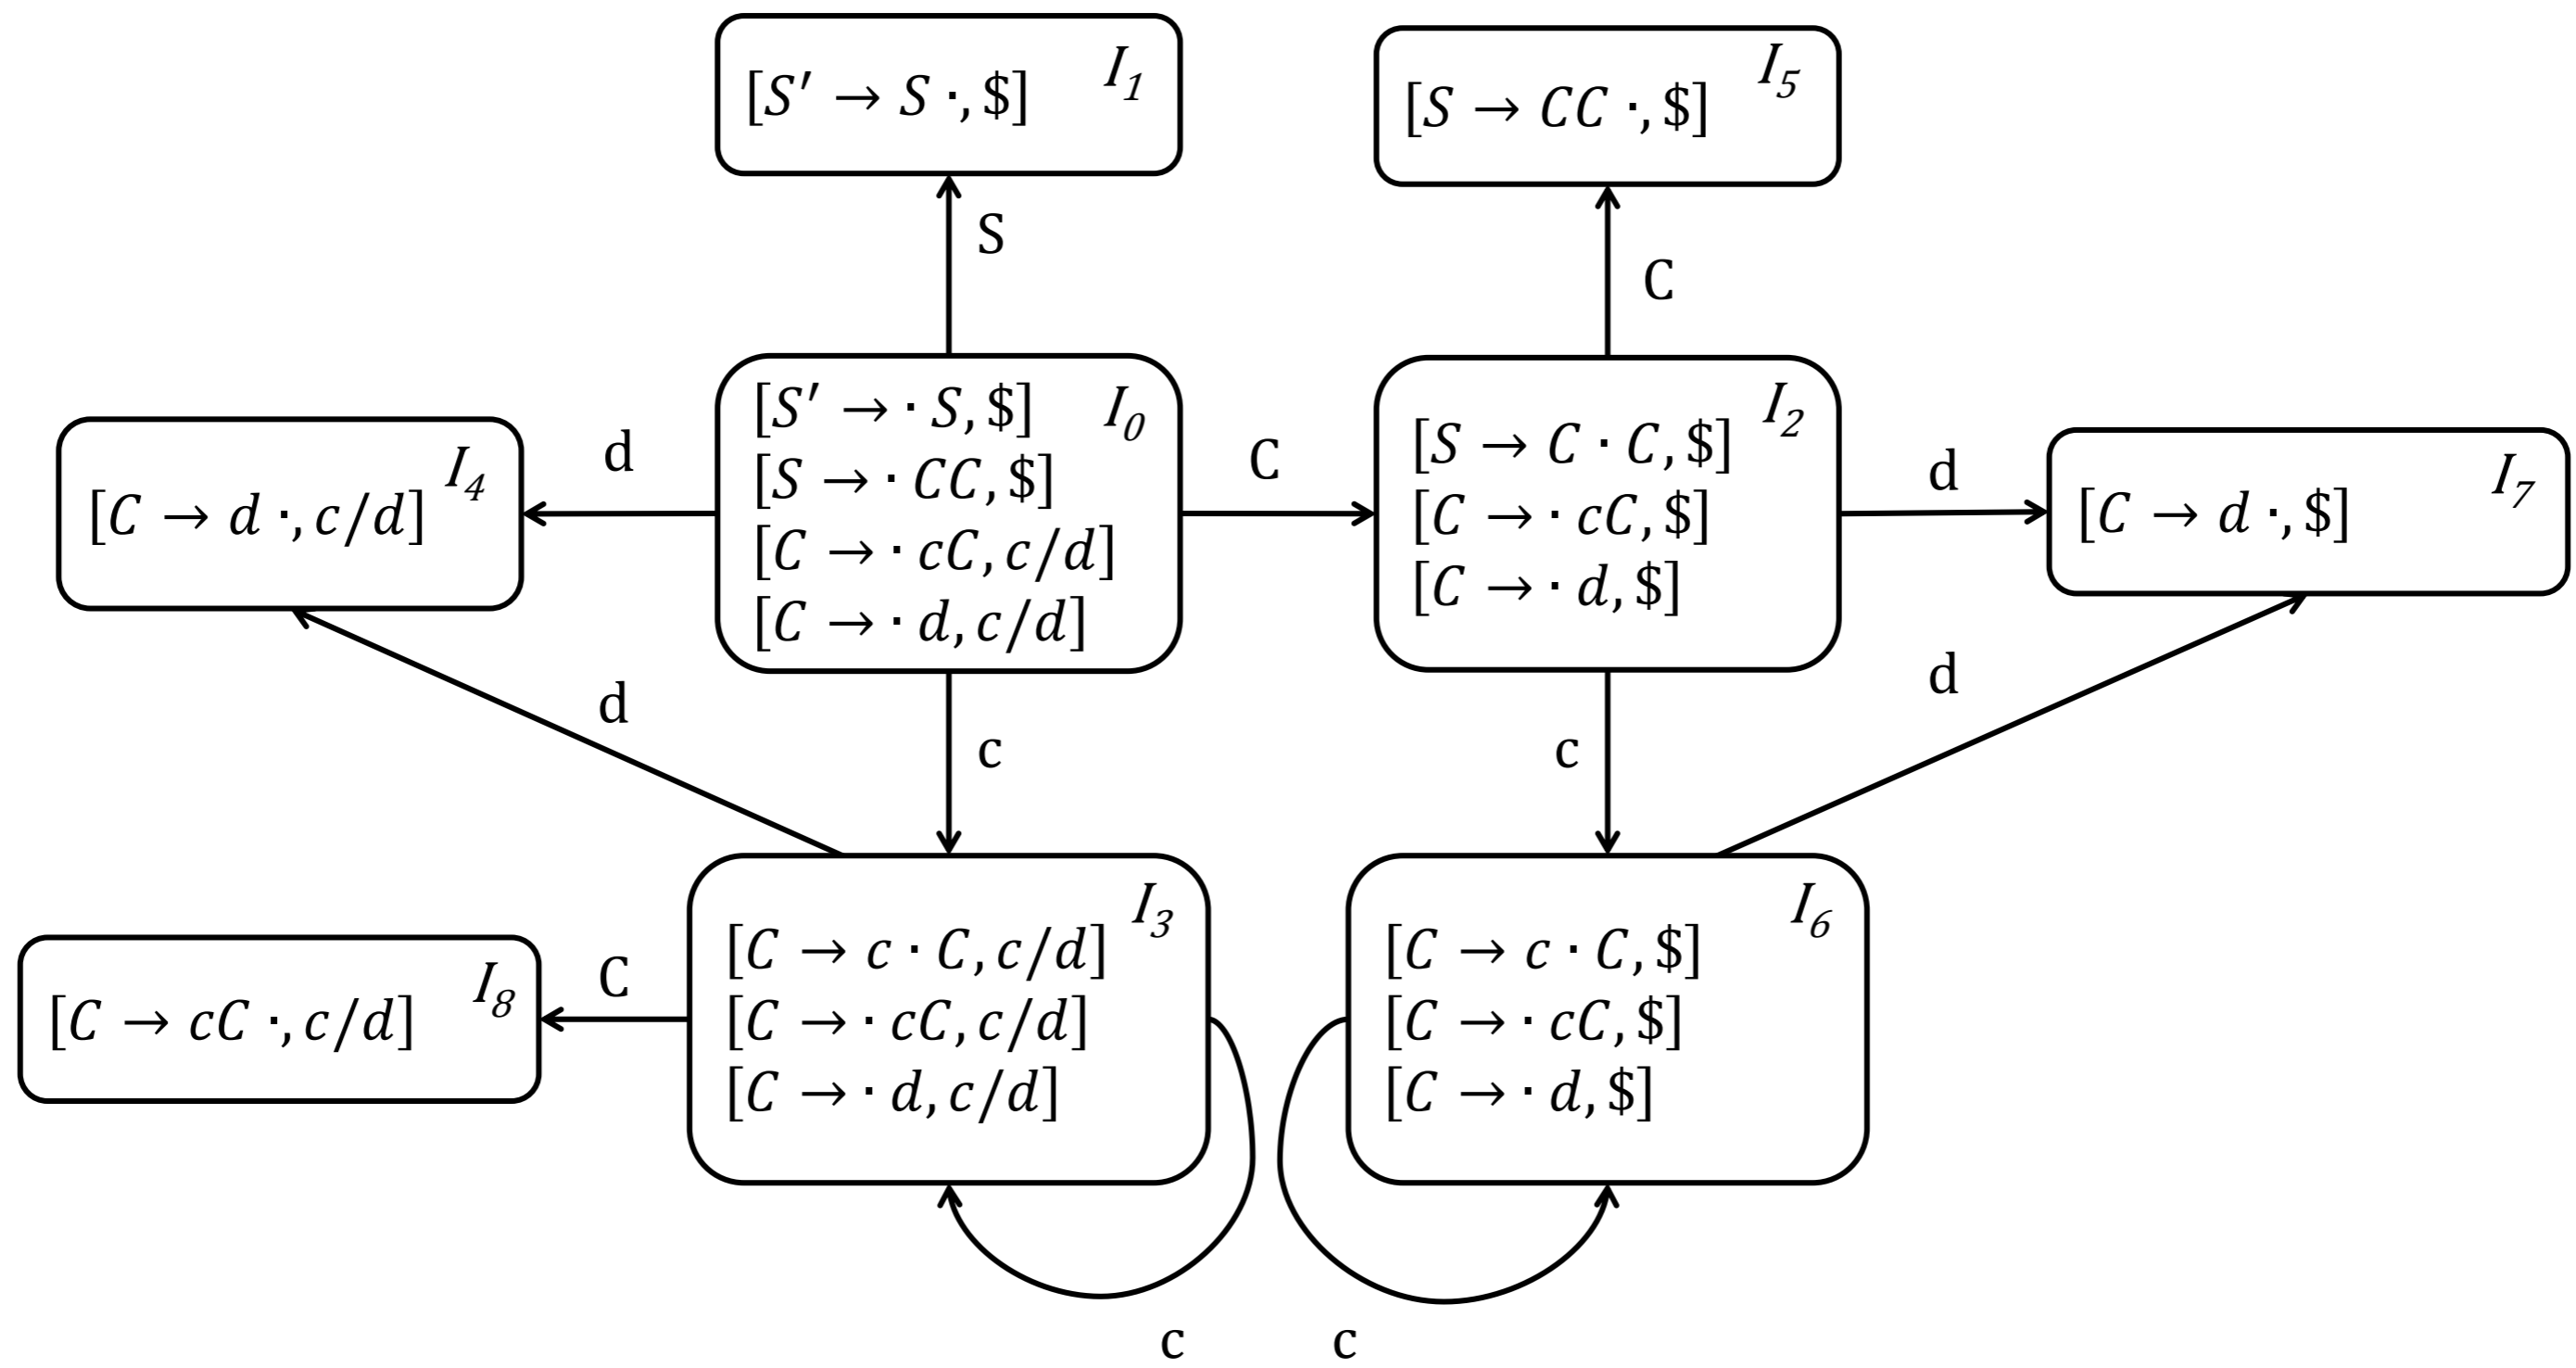 [S′ → S ·, $] I₁
[S → CC ·, $] I₅
S
C
[S′ → · S, $] I₀
[S → · CC, $]
[C → · cC, c/d]
[C → · d, c/d]
C
[S → C · C, $] I₂
[C → · cC, $]
[C → · d, $]
d
[C → d ·, c/d] I₄
d
[C → d ·, $] I₇
d
c
c
d
[C → c · C, c/d] I₃
[C → · cC, c/d]
[C → · d, c/d]
[C → c · C, $] I₆
[C → · cC, $]
[C → · d, $]
C
[C → cC ·, c/d] I₈
c
c